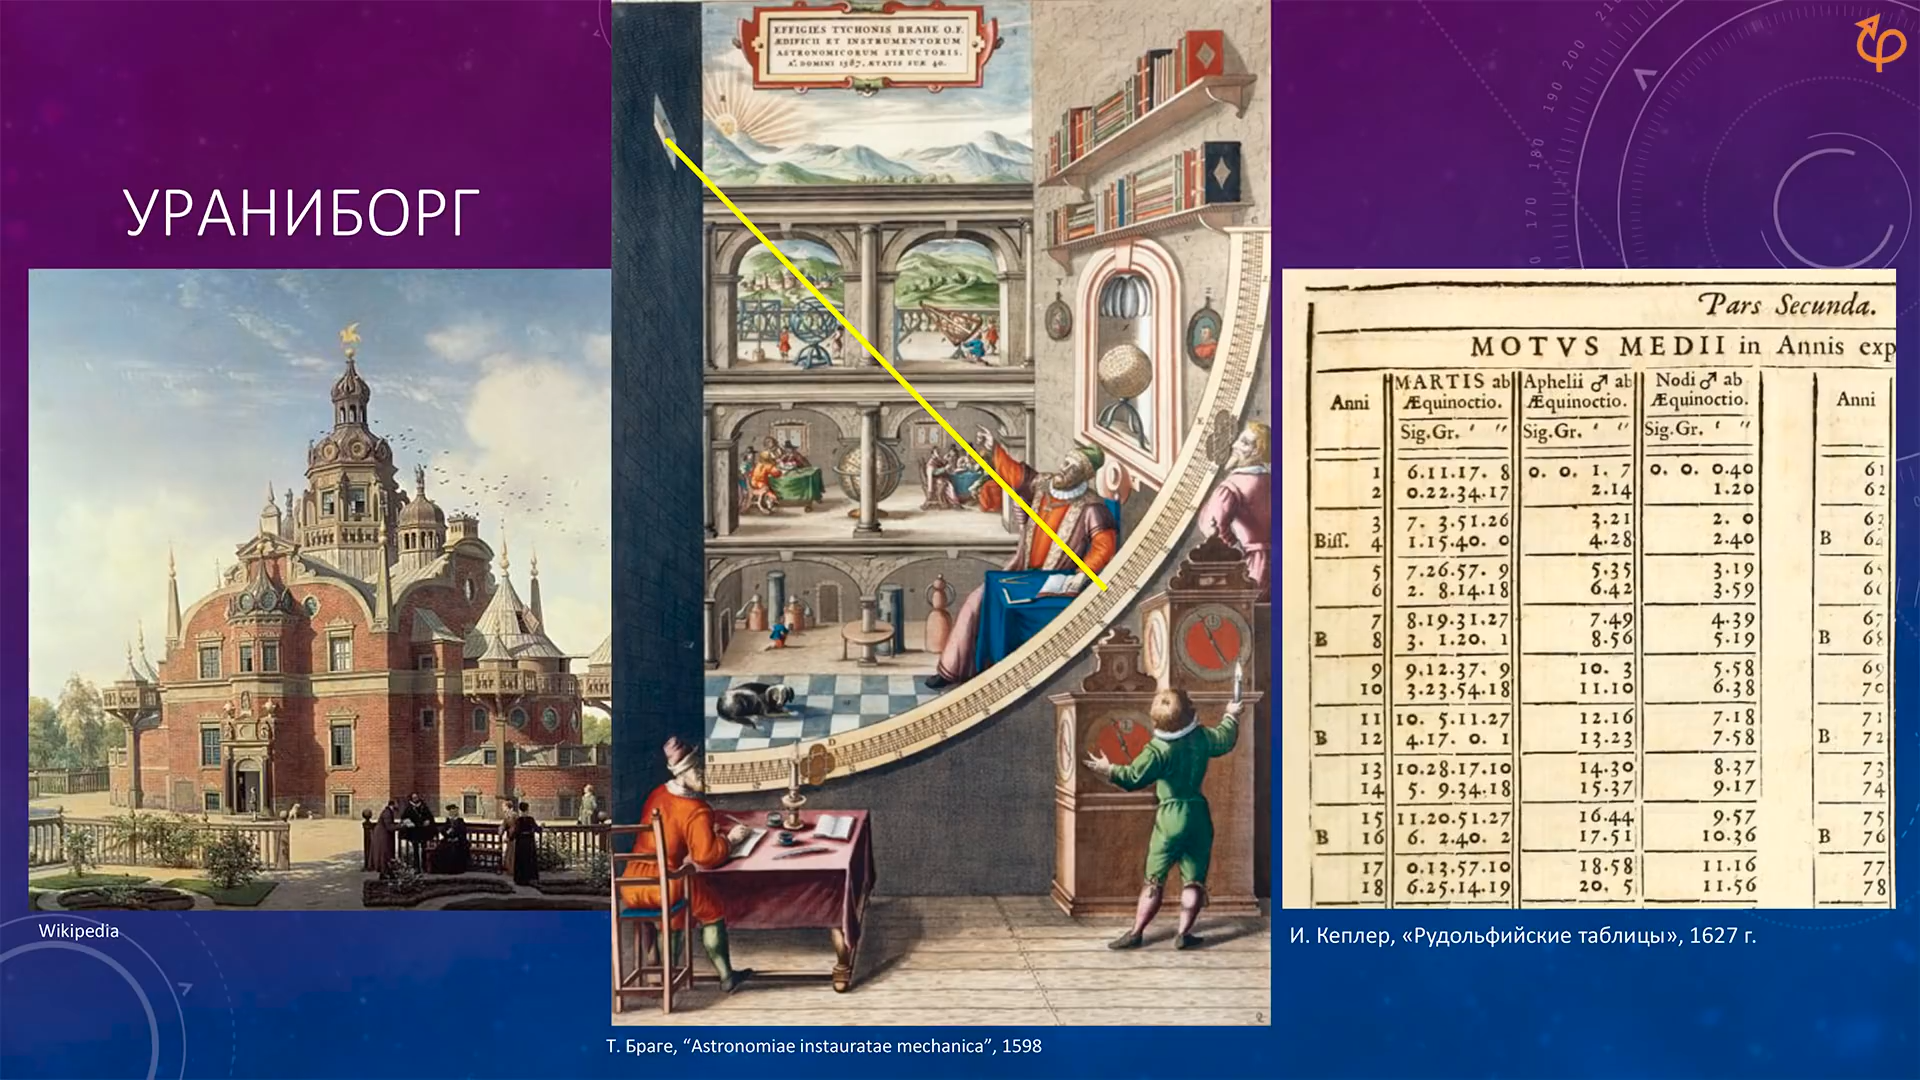 УРАНИБОРГ
Wikipedia
EFFIGIES TYCHONIS BRAHE O.F.
ÆDIFICII ET INSTRUMENTORUM
ASTRONOMICORUM STRUCTORIS.
Aº. DOMINI 1587, ÆTATIS SUÆ 40.
Т. Браге, “Astronomiae instauratae mechanica”, 1598
Pars Secunda.
MOTVS MEDII in Annis exp
Anni MARTIS ab Æquinoctio. Aphelii ♂ ab Æquinoctio. Nodi ♂ ab Æquinoctio. Anni
Sig.Gr. ʹ ʺ Sig.Gr. ʹ ʺ Sig.Gr. ʹ ʺ
1 6.11.17. 8 0. 0. 1. 7 0. 0. 0.40 61
2 0.22.34.17 2.14 1.20 62
3 7. 3.51.26 3.21 2. 0 63
Biss. 4 1.15.40. 0 4.28 2.40 B 64
5 7.26.57. 9 5.35 3.19 65
6 2. 8.14.18 6.42 3.59 66
7 8.19.31.27 7.49 4.39 67
B 8 3. 1.20. 1 8.56 5.19 B 68
9 9.12.37. 9 10. 3 5.58 69
10 3.23.54.18 11.10 6.38 70
11 10. 5.11.27 12.16 7.18 71
B 12 4.17. 0. 1 13.23 7.58 B 72
13 10.28.17.10 14.30 8.37 73
14 5. 9.34.18 15.37 9.17 74
15 11.20.51.27 16.44 9.57 75
B 16 6. 2.40. 2 17.51 10.36 B 76
17 0.13.57.10 18.58 11.16 77
18 6.25.14.19 20. 5 11.56 78
И. Кеплер, «Рудольфийские таблицы», 1627 г.